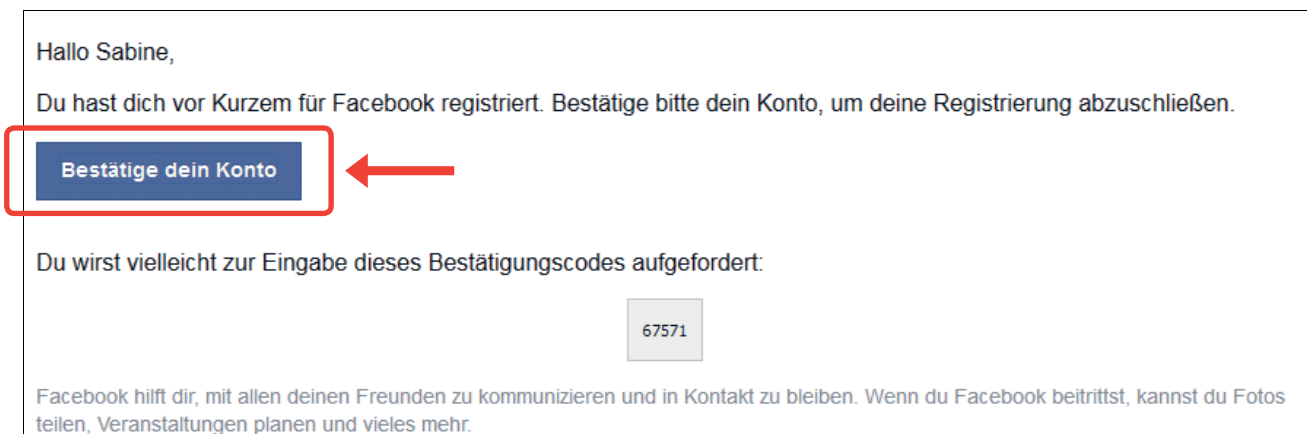 Hallo Sabine,
Du hast dich vor Kurzem für Facebook registriert. Bestätige bitte dein Konto, um deine Registrierung abzuschließen.
Bestätige dein Konto
Du wirst vielleicht zur Eingabe dieses Bestätigungscodes aufgefordert:
67571
Facebook hilft dir, mit allen deinen Freunden zu kommunizieren und in Kontakt zu bleiben. Wenn du Facebook beitrittst, kannst du Fotos
teilen, Veranstaltungen planen und vieles mehr.